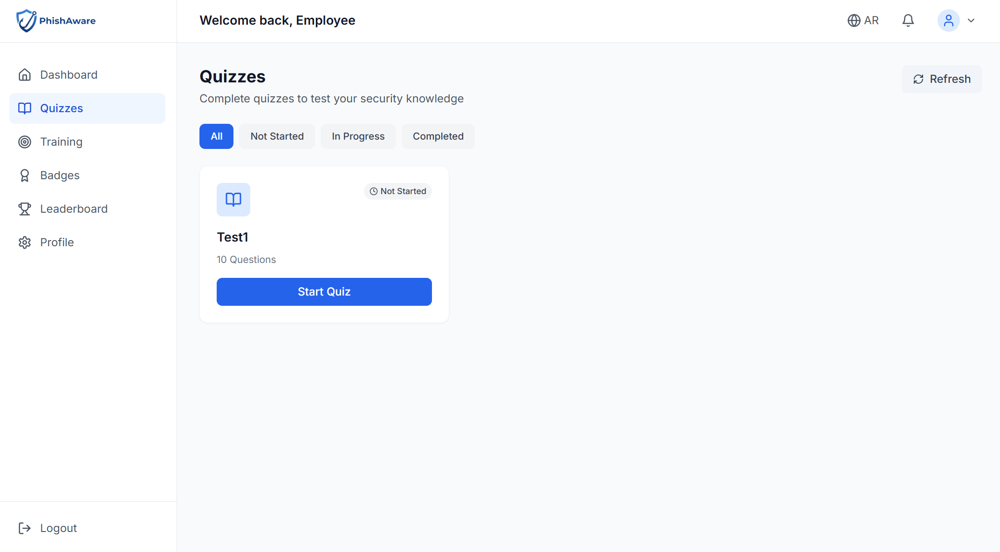 PhishAware
Welcome back, Employee
AR
Dashboard
Quizzes
Training
Badges
Leaderboard
Profile
Logout
Quizzes
Complete quizzes to test your security knowledge
Refresh
All
Not Started
In Progress
Completed
Not Started
Test1
10 Questions
Start Quiz